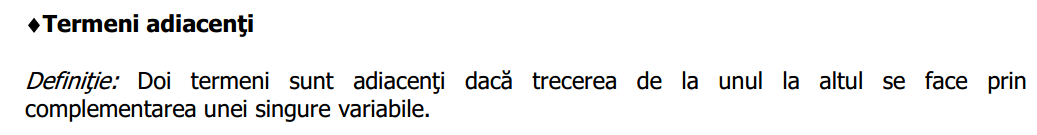 ♦Termeni adiacenţi
Definiţie: Doi termeni sunt adiacenţi dacă trecerea de la unul la altul se face prin
complementarea unei singure variabile.